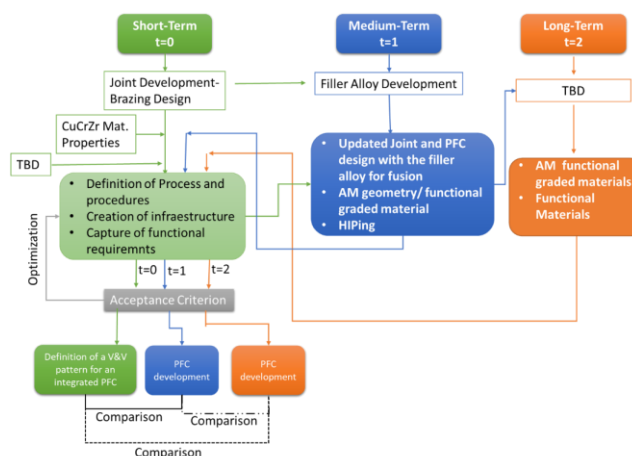 Short-Term
t=0
Medium-Term
t=1
Long-Term
t=2
Joint Development-
Brazing Design
Filler Alloy Development
TBD
CuCrZr Mat.
Properties
TBD
• Definition of Process and
procedures
• Creation of infrastructure
• Capture of functional
requiremnts
• Updated Joint and PFC
design with the filler
alloy for fusion
• AM geometry/ functional
graded material
• HIPing
• AM functional
graded materials
• Functional
Materials
Optimization
t=0
t=1
t=2
Acceptance Criterion
Definition of a V&V
pattern for an
integrated PFC
PFC
development
PFC
development
Comparison
Comparison
Comparison